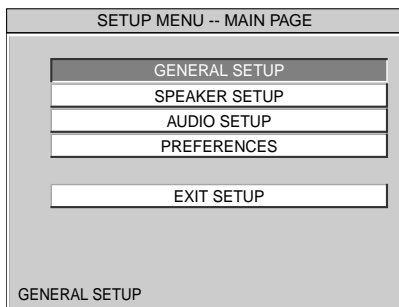 SETUP MENU -- MAIN PAGE
GENERAL SETUP
SPEAKER SETUP
AUDIO SETUP
PREFERENCES
EXIT SETUP
GENERAL SETUP